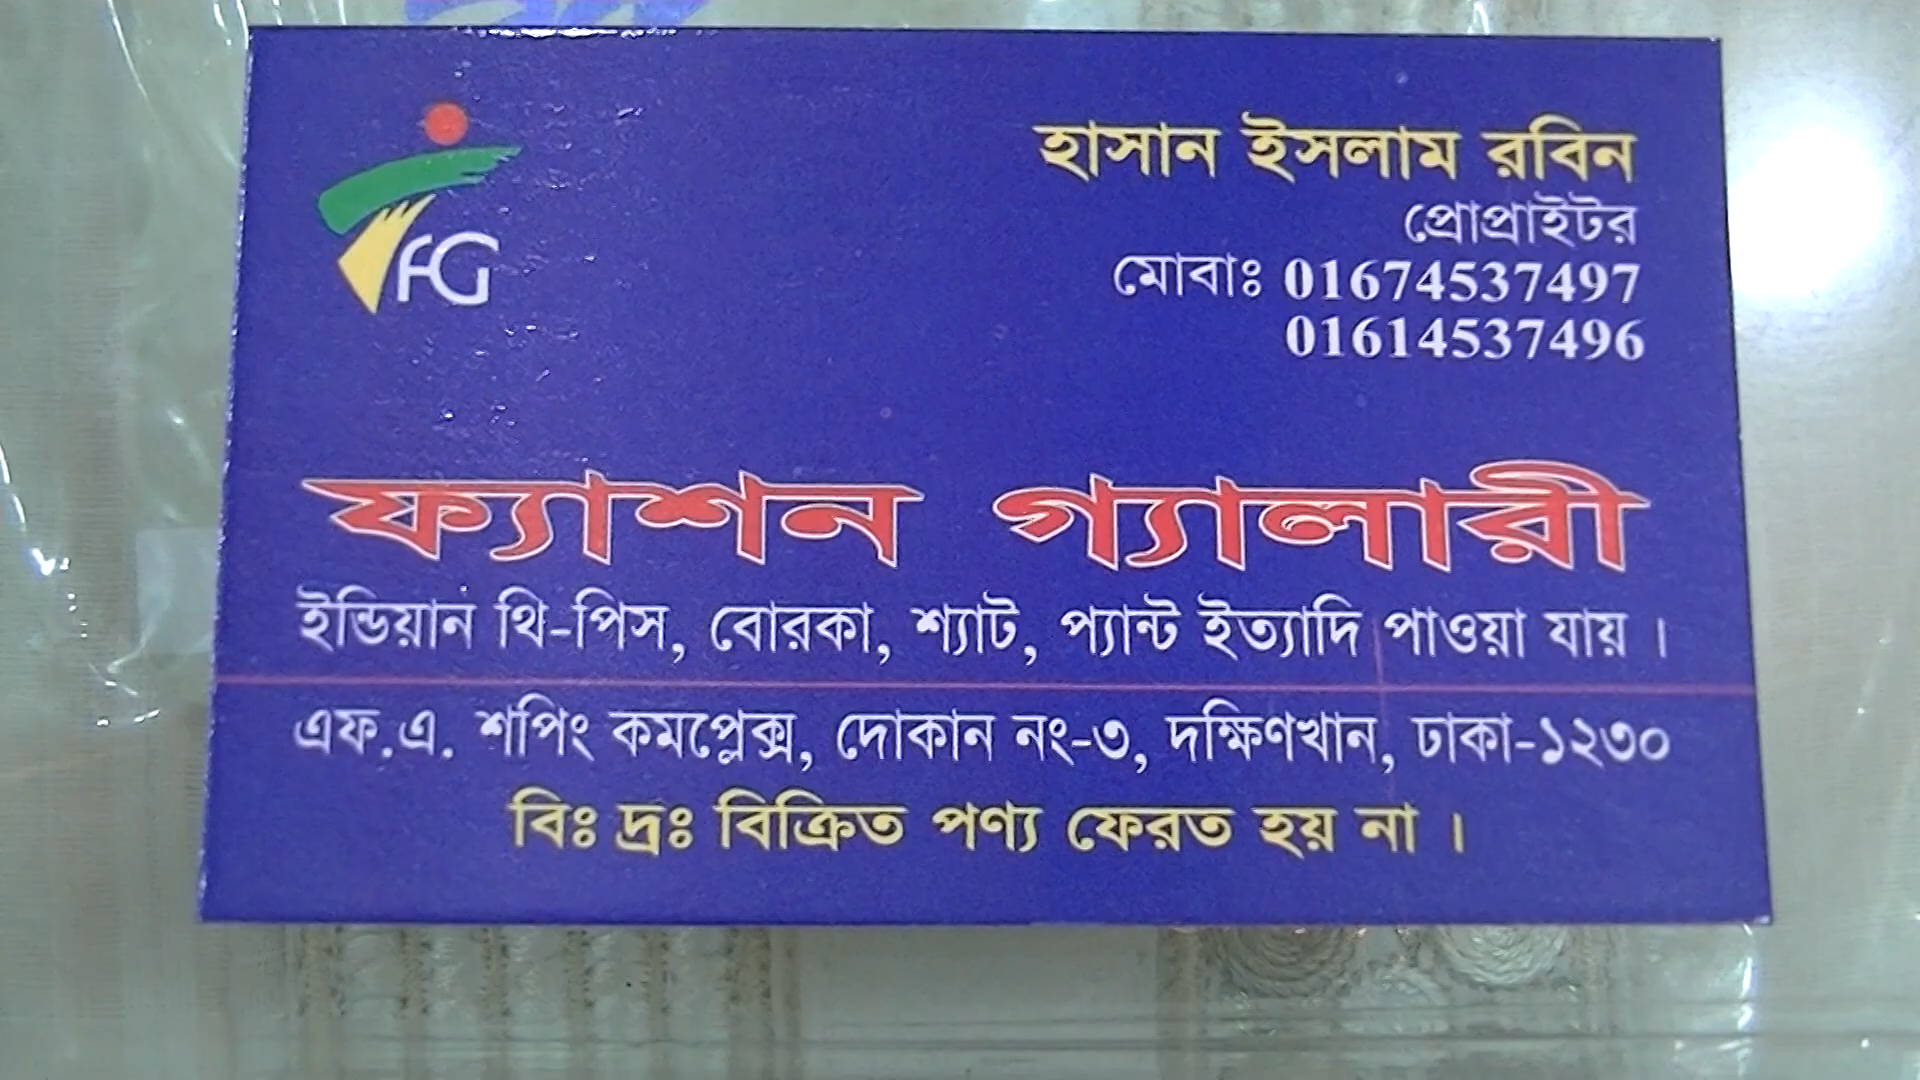 FG
হাসান ইসলাম রবিন
প্রোপ্রাইটর
মোবাঃ 01674537497
01614537496
ফ্যাশন গ্যালারী
ইন্ডিয়ান থি-পিস, বোরকা, শ্যাট, প্যান্ট ইত্যাদি পাওয়া যায় ।
এফ.এ. শপিং কমপ্লেক্স, দোকান নং-৩, দক্ষিণখান, ঢাকা-১২৩০
বিঃ দ্রঃ বিক্রিত পণ্য ফেরত হয় না ।